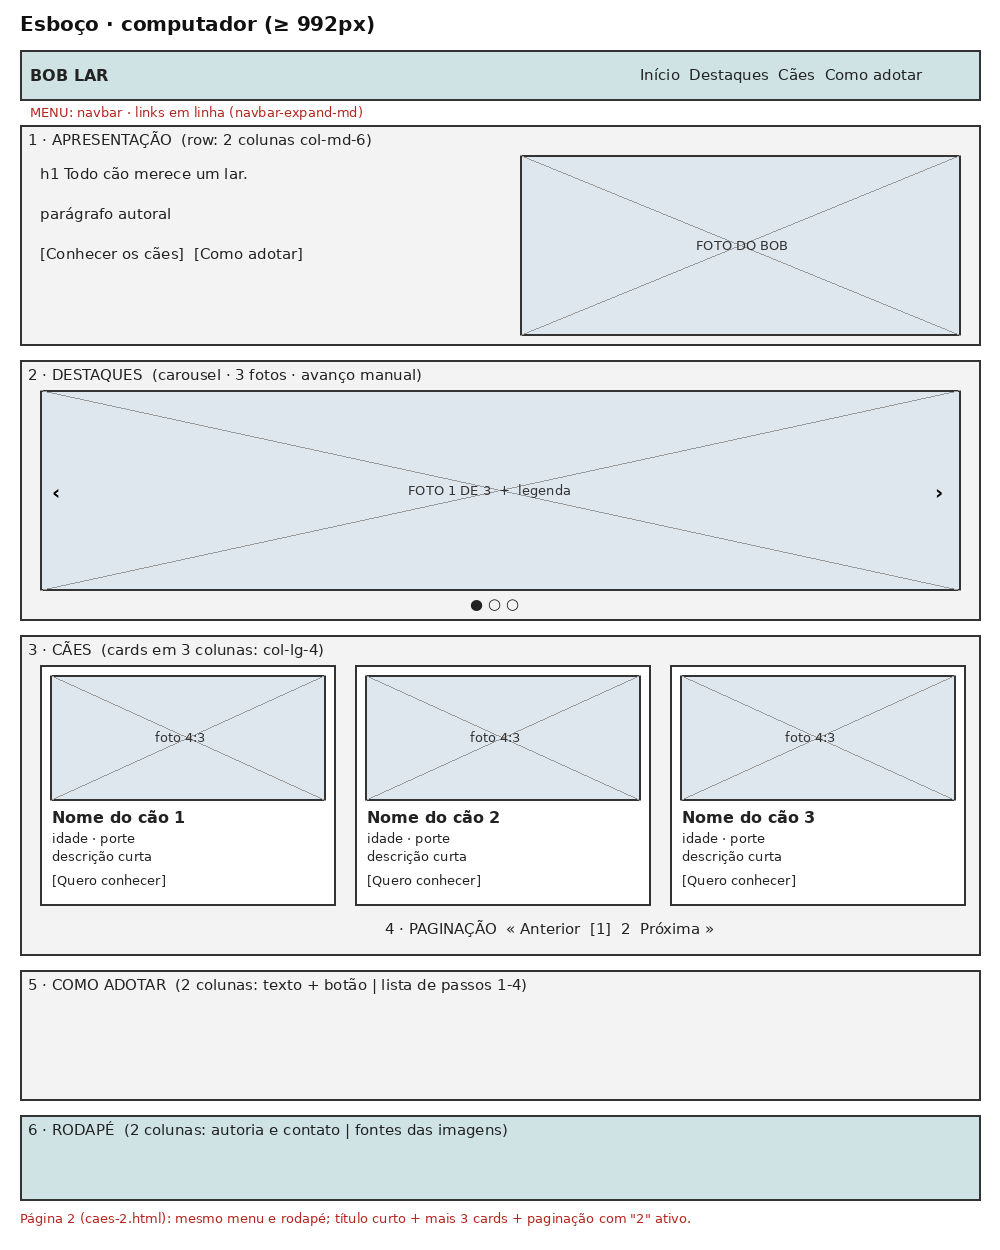 Esboço · computador (≥ 992px)
BOB LAR
Início Destaques Cães Como adotar
MENU: navbar · links em linha (navbar-expand-md)
1 · APRESENTAÇÃO (row: 2 colunas col-md-6)
h1 Todo cão merece um lar.
parágrafo autoral
[Conhecer os cães] [Como adotar]
FOTO DO BOB
2 · DESTAQUES (carousel · 3 fotos · avanço manual)
‹
FOTO 1 DE 3 + legenda
›
● ○ ○
3 · CÃES (cards em 3 colunas: col-lg-4)
foto 4:3
Nome do cão 1
idade · porte
descrição curta
[Quero conhecer]
foto 4:3
Nome do cão 2
idade · porte
descrição curta
[Quero conhecer]
foto 4:3
Nome do cão 3
idade · porte
descrição curta
[Quero conhecer]
4 · PAGINAÇÃO « Anterior [1] 2 Próxima »
5 · COMO ADOTAR (2 colunas: texto + botão | lista de passos 1-4)
6 · RODAPÉ (2 colunas: autoria e contato | fontes das imagens)
Página 2 (caes-2.html): mesmo menu e rodapé; título curto + mais 3 cards + paginação com "2" ativo.